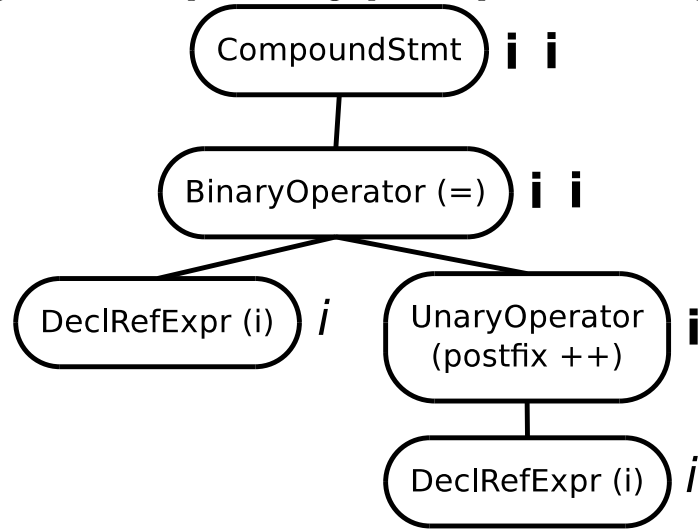 CompoundStmt i i
BinaryOperator (=) i i
DeclRefExpr (i) i
UnaryOperator
(postfix ++) i
DeclRefExpr (i) i